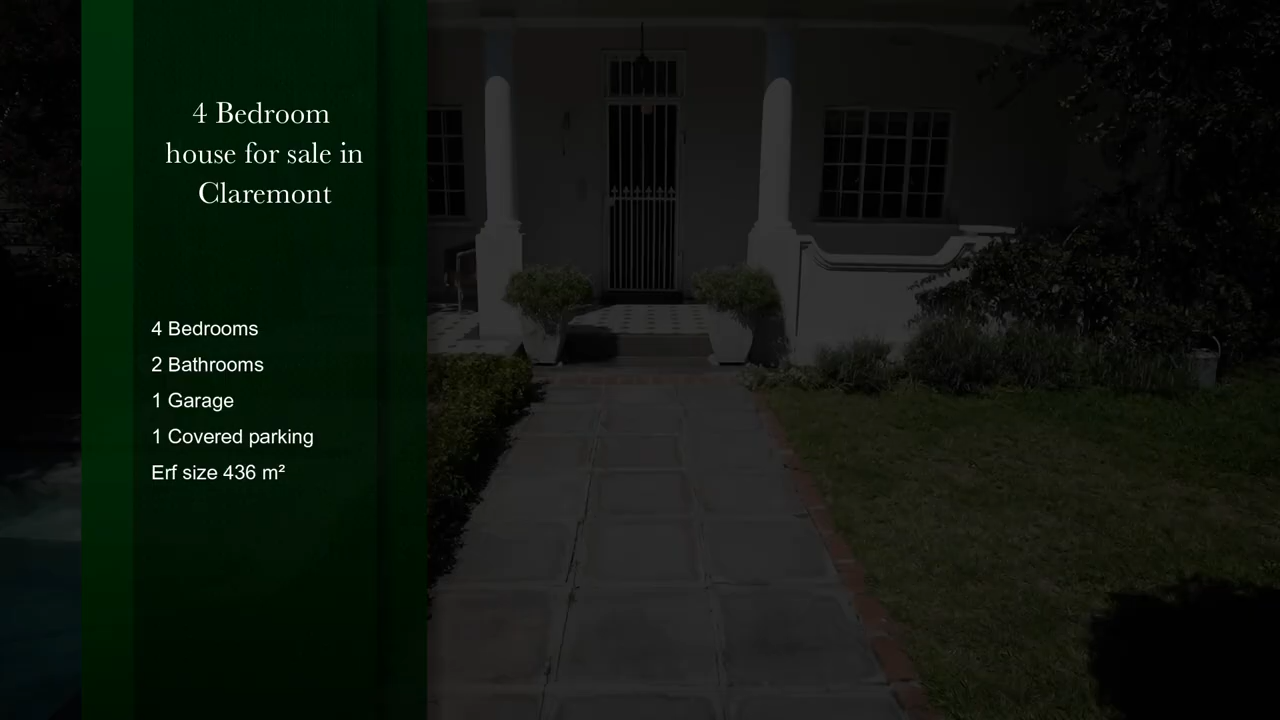 4 Bedroom
house for sale in
Claremont
4 Bedrooms
2 Bathrooms
1 Garage
1 Covered parking
Erf size 436 m²